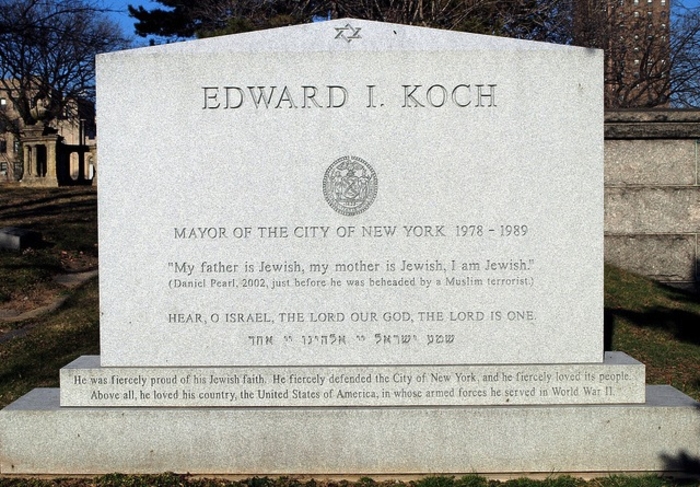 EDWARD I. KOCH
MAYOR OF THE CITY OF NEW YORK 1978 - 1989
"My father is Jewish, my mother is Jewish, I am Jewish."
(Daniel Pearl, 2002, just before he was beheaded by a Muslim terrorist.)
HEAR, O ISRAEL, THE LORD OUR GOD, THE LORD IS ONE.
שמע ישראל יי אלהינו יי אחד
He was fiercely proud of his Jewish faith. He fiercely defended the City of New York, and he fiercely loved its people.
Above all, he loved his country, the United States of America, in whose armed forces he served in World War II.